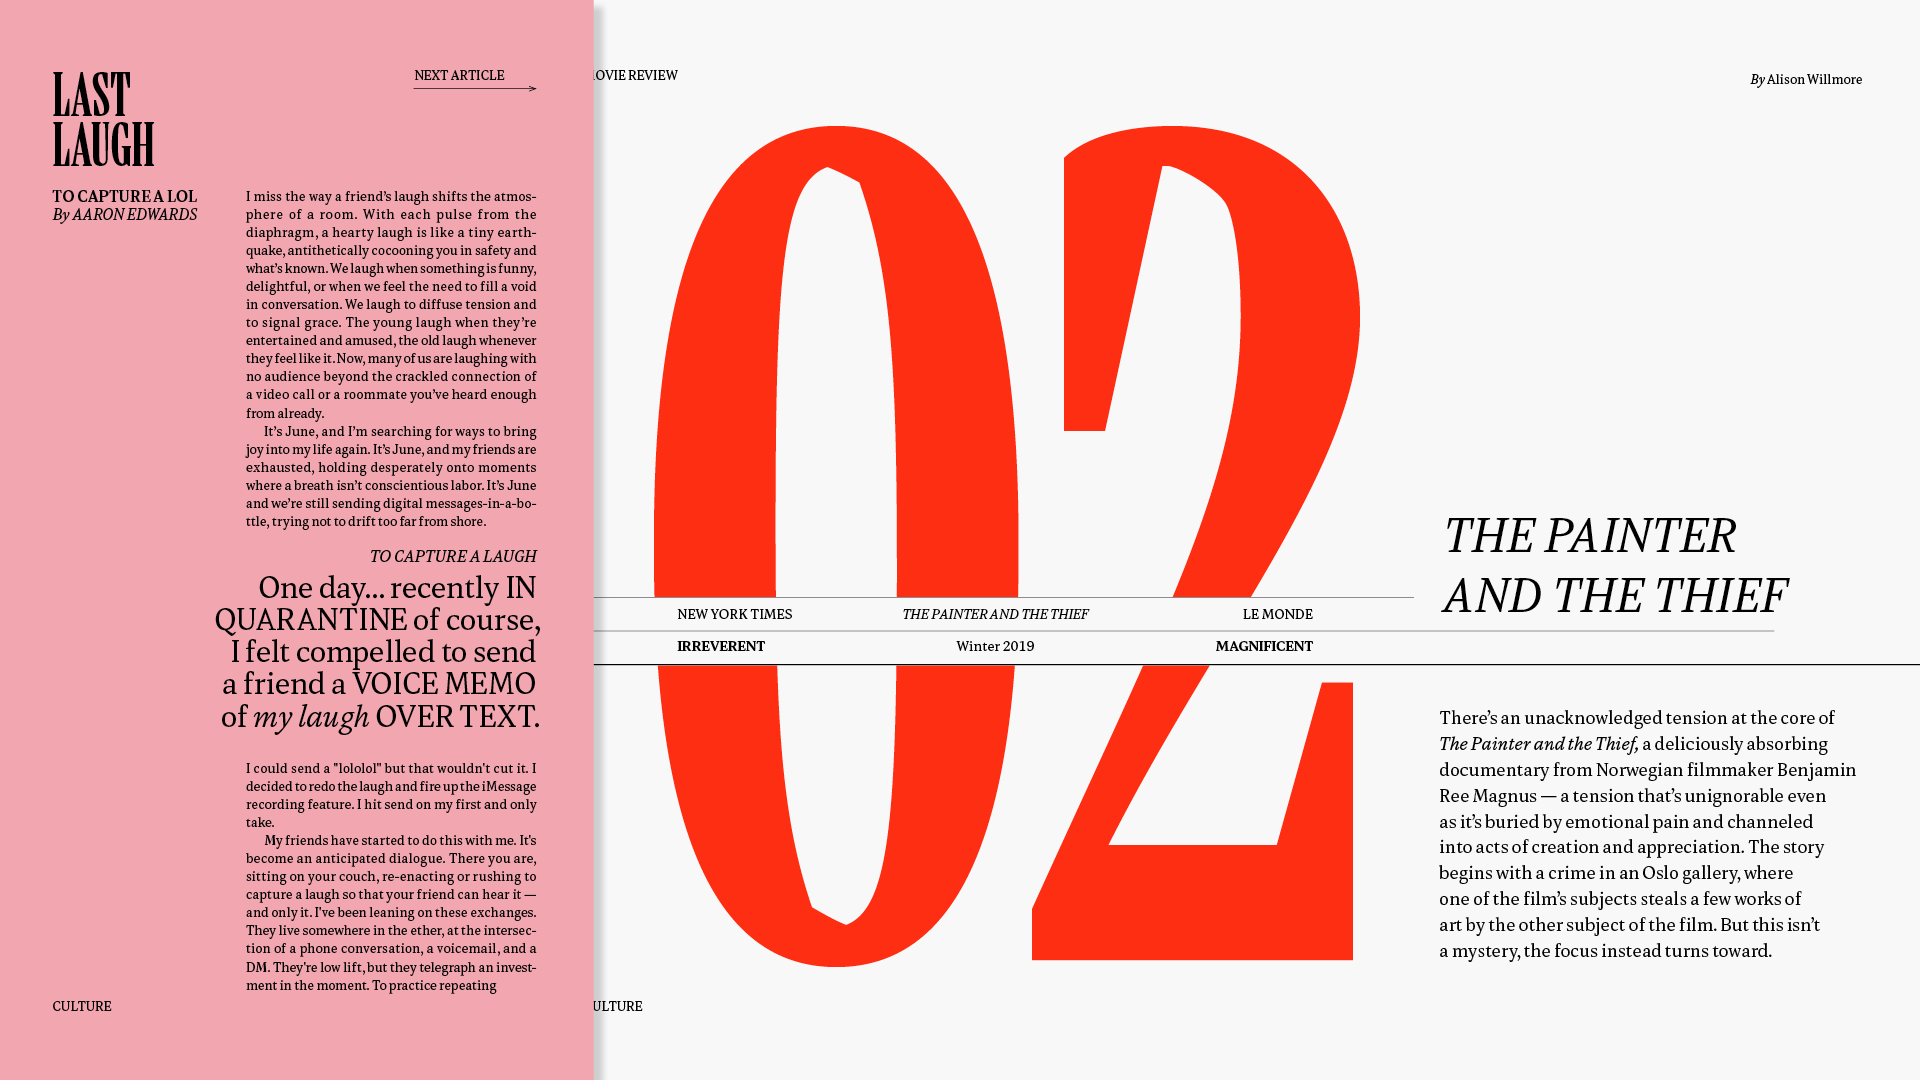 LAST
LAUGH
TO CAPTURE A LOL
By AARON EDWARDS
NEXT ARTICLE
I miss the way a friend’s laugh shifts the atmos-
phere of a room. With each pulse from the
diaphragm, a hearty laugh is like a tiny earth-
quake, antithetically cocooning you in safety and
what’s known. We laugh when something is funny,
delightful, or when we feel the need to fill a void
in conversation. We laugh to diffuse tension and
to signal grace. The young laugh when they’re
entertained and amused, the old laugh whenever
they feel like it. Now, many of us are laughing with
no audience beyond the crackled connection of
a video call or a roommate you’ve heard enough
from already.
It’s June, and I’m searching for ways to bring
joy into my life again. It’s June, and my friends are
exhausted, holding desperately onto moments
where a breath isn’t conscientious labor. It’s June
and we’re still sending digital messages-in-a-bo-
ttle, trying not to drift too far from shore.
TO CAPTURE A LAUGH
One day... recently IN
QUARANTINE of course,
I felt compelled to send
a friend a VOICE MEMO
of my laugh OVER TEXT.
I could send a "lololol" but that wouldn't cut it. I
decided to redo the laugh and fire up the iMessage
recording feature. I hit send on my first and only
take.
My friends have started to do this with me. It's
become an anticipated dialogue. There you are,
sitting on your couch, re-enacting or rushing to
capture a laugh so that your friend can hear it —
and only it. I've been leaning on these exchanges.
They live somewhere in the ether, at the intersec-
tion of a phone conversation, a voicemail, and a
DM. They're low lift, but they telegraph an invest-
ment in the moment. To practice repeating
CULTURE
OVIE REVIEW
By Alison Willmore
02
NEW YORK TIMES
THE PAINTER AND THE THIEF
LE MONDE
IRREVERENT
Winter 2019
MAGNIFICENT
THE PAINTER
AND THE THIEF
There’s an unacknowledged tension at the core of
The Painter and the Thief, a deliciously absorbing
documentary from Norwegian filmmaker Benjamin
Ree Magnus — a tension that’s unignorable even
as it’s buried by emotional pain and channeled
into acts of creation and appreciation. The story
begins with a crime in an Oslo gallery, where
one of the film’s subjects steals a few works of
art by the other subject of the film. But this isn’t
a mystery, the focus instead turns toward.
ULTURE